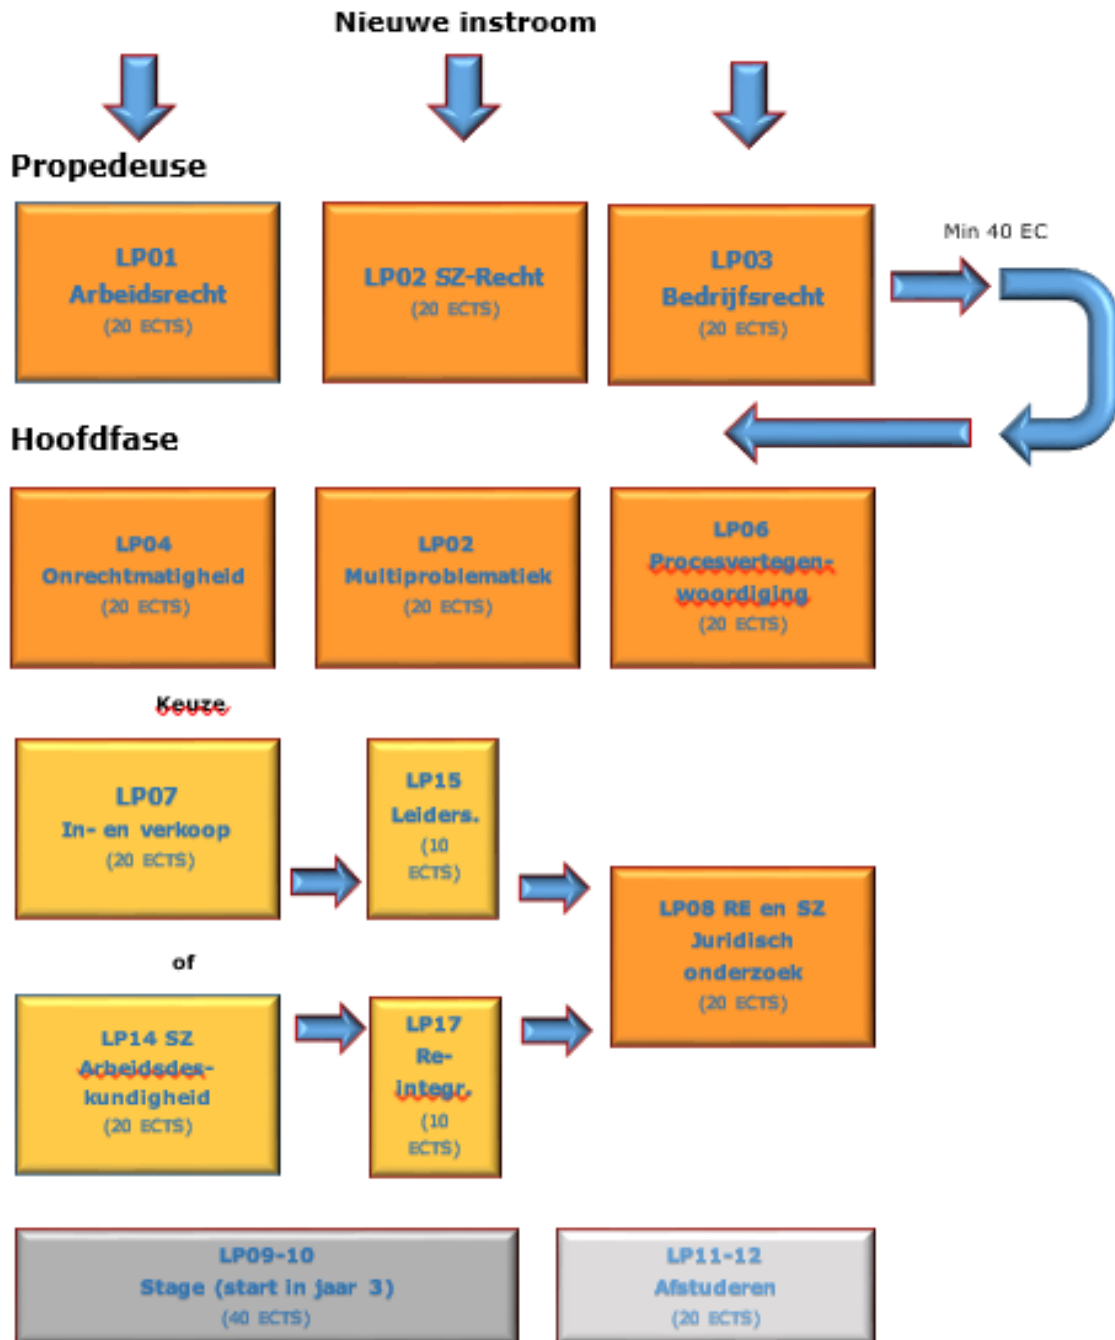 Nieuwe instroom
Propedeuse
LP01
Arbeidsrecht
(20 ECTS)
LP02 SZ-Recht
(20 ECTS)
LP03
Bedrijfsrecht
(20 ECTS)
Min 40 EC
Hoofdfase
LP04
Onrechtmatigheid
(20 ECTS)
LP02
Multiproblematiek
(20 ECTS)
LP06
Procesvertegen-
woordiging
(20 ECTS)
Keuze
LP07
In- en verkoop
(20 ECTS)
LP15
Leiders.
(10
ECTS)
LP08 RE en SZ
Juridisch
onderzoek
(20 ECTS)
of
LP14 SZ
Arbeidsdes-
kundigheid
(20 ECTS)
LP17
Re-
integr.
(10
ECTS)
LP09-10
Stage (start in jaar 3)
(40 ECTS)
LP11-12
Afstuderen
(20 ECTS)